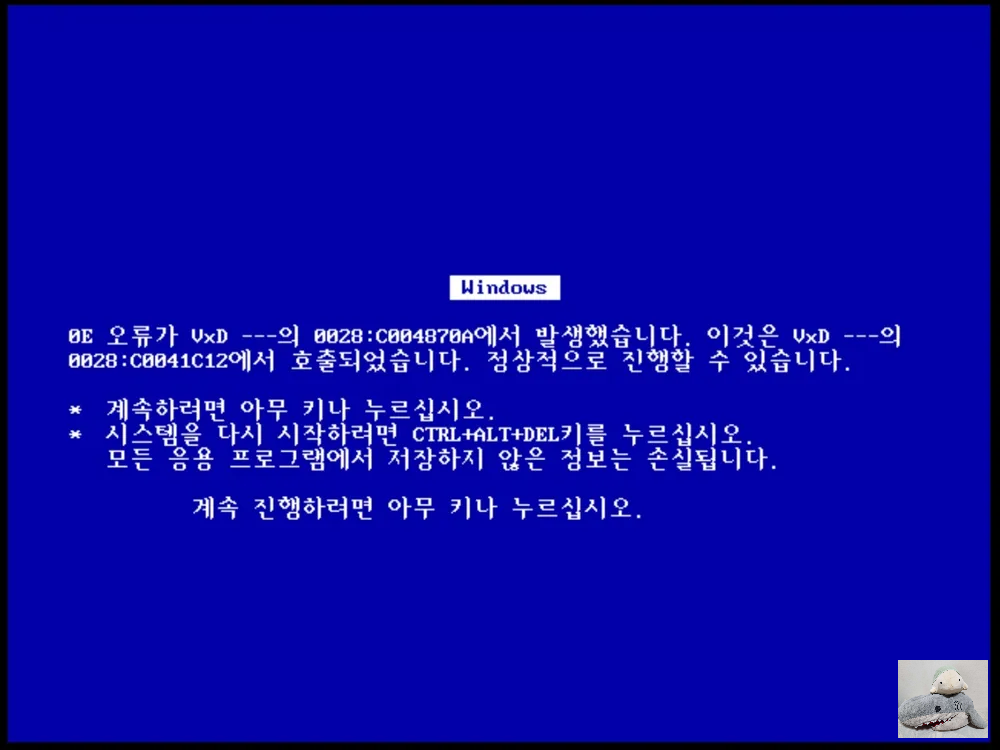 Windows
0E 오류가 VxD ---의 0028:C004870A에서 발생했습니다. 이것은 VxD ---의
0028:C0041C12에서 호출되었습니다. 정상적으로 진행할 수 있습니다.
* 계속하려면 아무 키나 누르십시오.
* 시스템을 다시 시작하려면 CTRL+ALT+DEL키를 누르십시오.
모든 응용 프로그램에서 저장하지 않은 정보는 손실됩니다.
계속 진행하려면 아무 키나 누르십시오.